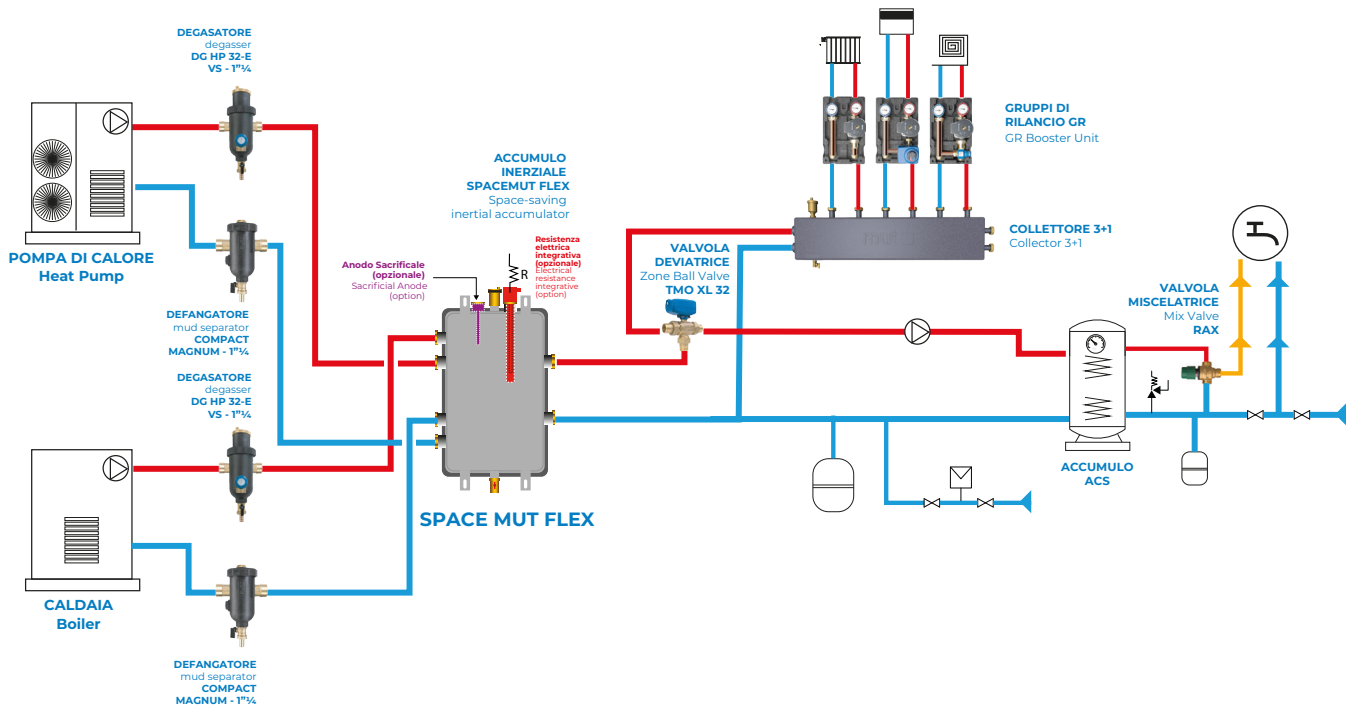 DEGASATORE
degasser
DG HP 32-E
VS - 1”¼
POMPA DI CALORE
Heat Pump
DEFANGATORE
mud separator
COMPACT
MAGNUM - 1”¼
DEGASATORE
degasser
DG HP 32-E
VS - 1”¼
CALDAIA
Boiler
DEFANGATORE
mud separator
COMPACT
MAGNUM - 1”¼
ACCUMULO
INERZIALE
SPACEMUT FLEX
Space-saving
inertial accumulator
Anodo Sacrificale
(opzionale)
Sacrificial Anode
(option)
R
Resistenza
elettrica
integrativa
(opzionale)
Electrical
resistance
integrative
(option)
SPACE MUT FLEX
VALVOLA
DEVIATRICE
Zone Ball Valve
TMO XL 32
GRUPPI DI
RILANCIO GR
GR Booster Unit
COLLETTORE 3+1
Collector 3+1
VALVOLA
MISCELATRICE
Mix Valve
RAX
ACCUMULO
ACS